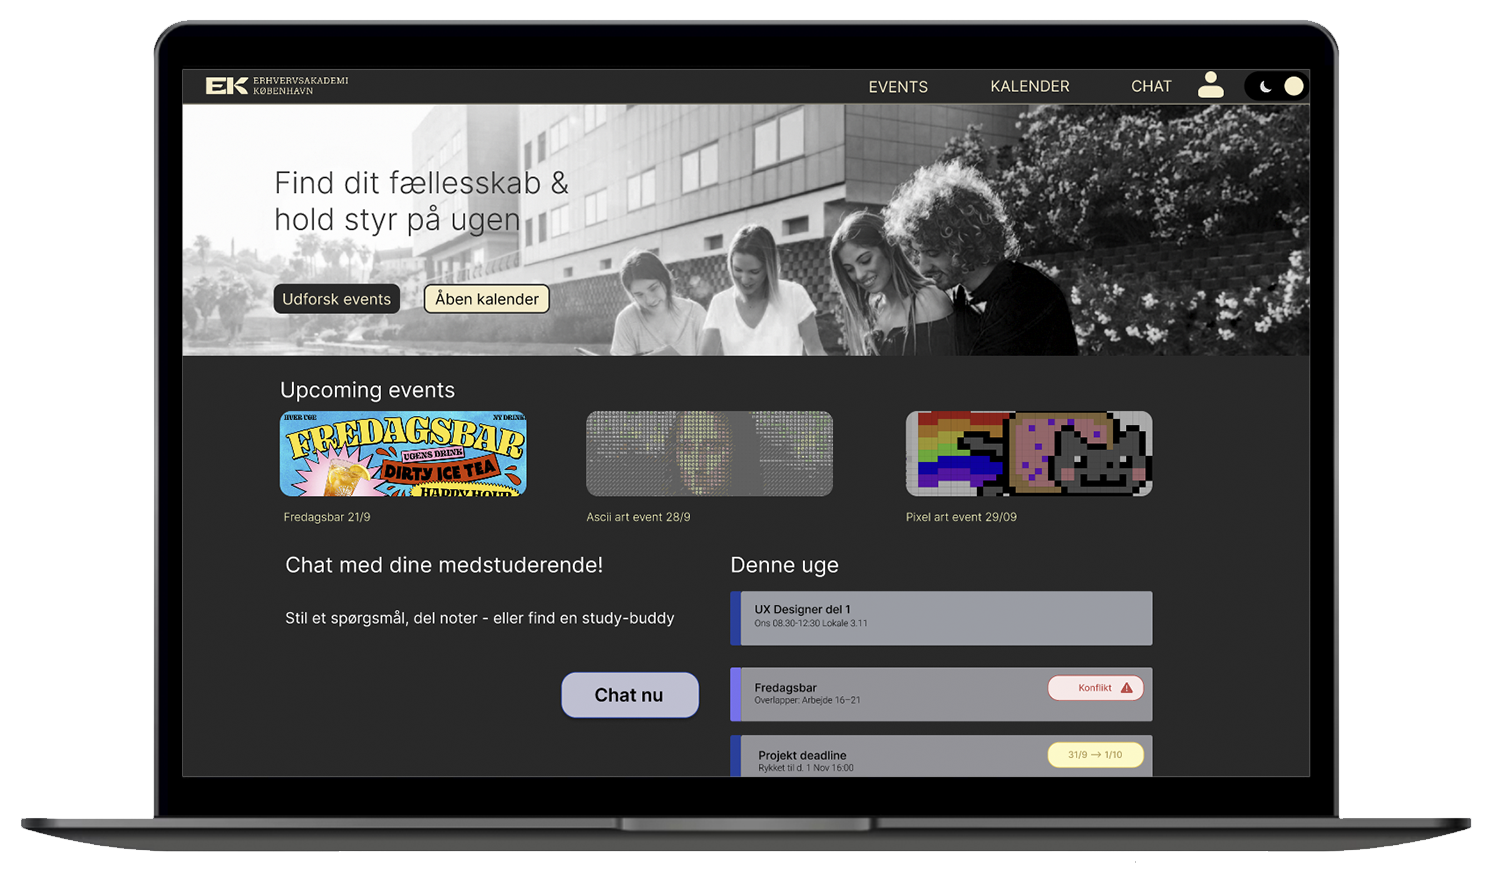 EK ERHVERVSAKADEMI
KØBENHAVN
EVENTS KALENDER CHAT
Find dit fællesskab &
hold styr på ugen
Udforsk events Åben kalender
Upcoming events
HVER UGE NY DRINK
FREDAGSBAR
UGENS DRINK
DIRTY ICE TEA
HAPPY HOUR
Fredagsbar 21/9 Ascii art event 28/9 Pixel art event 29/09
Chat med dine medstuderende!
Stil et spørgsmål, del noter - eller find en study-buddy
Chat nu
Denne uge
UX Designer del 1
Ons 08.30-12:30 Lokale 3.11
Fredagsbar
Overlapper: Arbejde 16-21
Konflikt
Projekt deadline
Rykket til d. 1 Nov 16:00
31/9 → 1/10